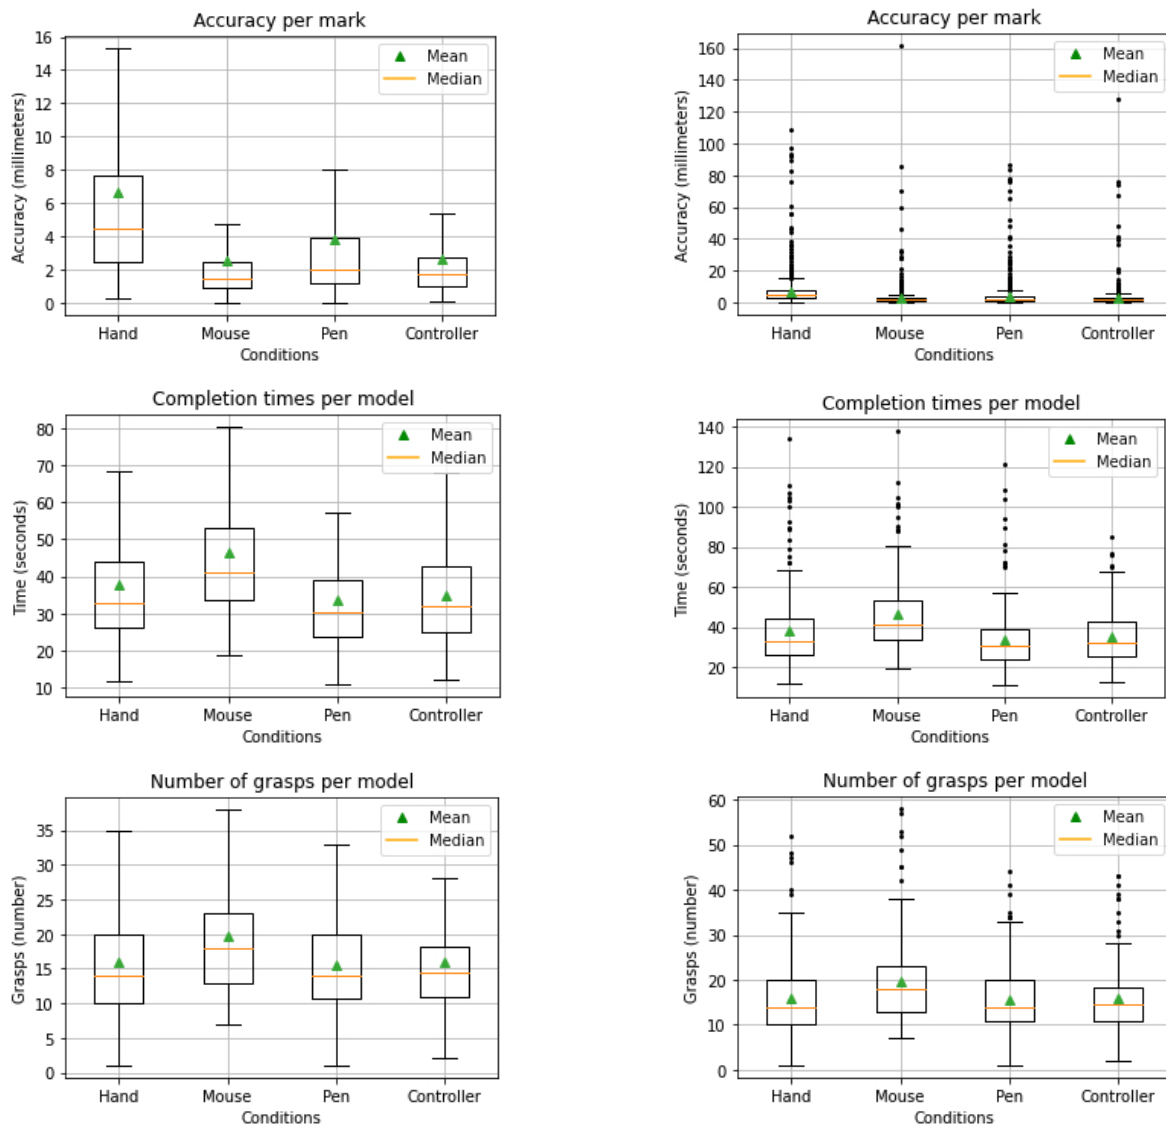 Accuracy per mark
Accuracy (millimeters)
16
14
12
10
8
6
4
2
0
Mean
Median
Hand Mouse Pen Controller
Conditions
Accuracy per mark
Accuracy (millimeters)
160
140
120
100
80
60
40
20
0
Mean
Median
Hand Mouse Pen Controller
Conditions
Completion times per model
Time (seconds)
80
70
60
50
40
30
20
10
Mean
Median
Hand Mouse Pen Controller
Conditions
Completion times per model
Time (seconds)
140
120
100
80
60
40
20
Mean
Median
Hand Mouse Pen Controller
Conditions
Number of grasps per model
Grasps (number)
35
30
25
20
15
10
5
0
Mean
Median
Hand Mouse Pen Controller
Conditions
Number of grasps per model
Grasps (number)
60
50
40
30
20
10
0
Mean
Median
Hand Mouse Pen Controller
Conditions